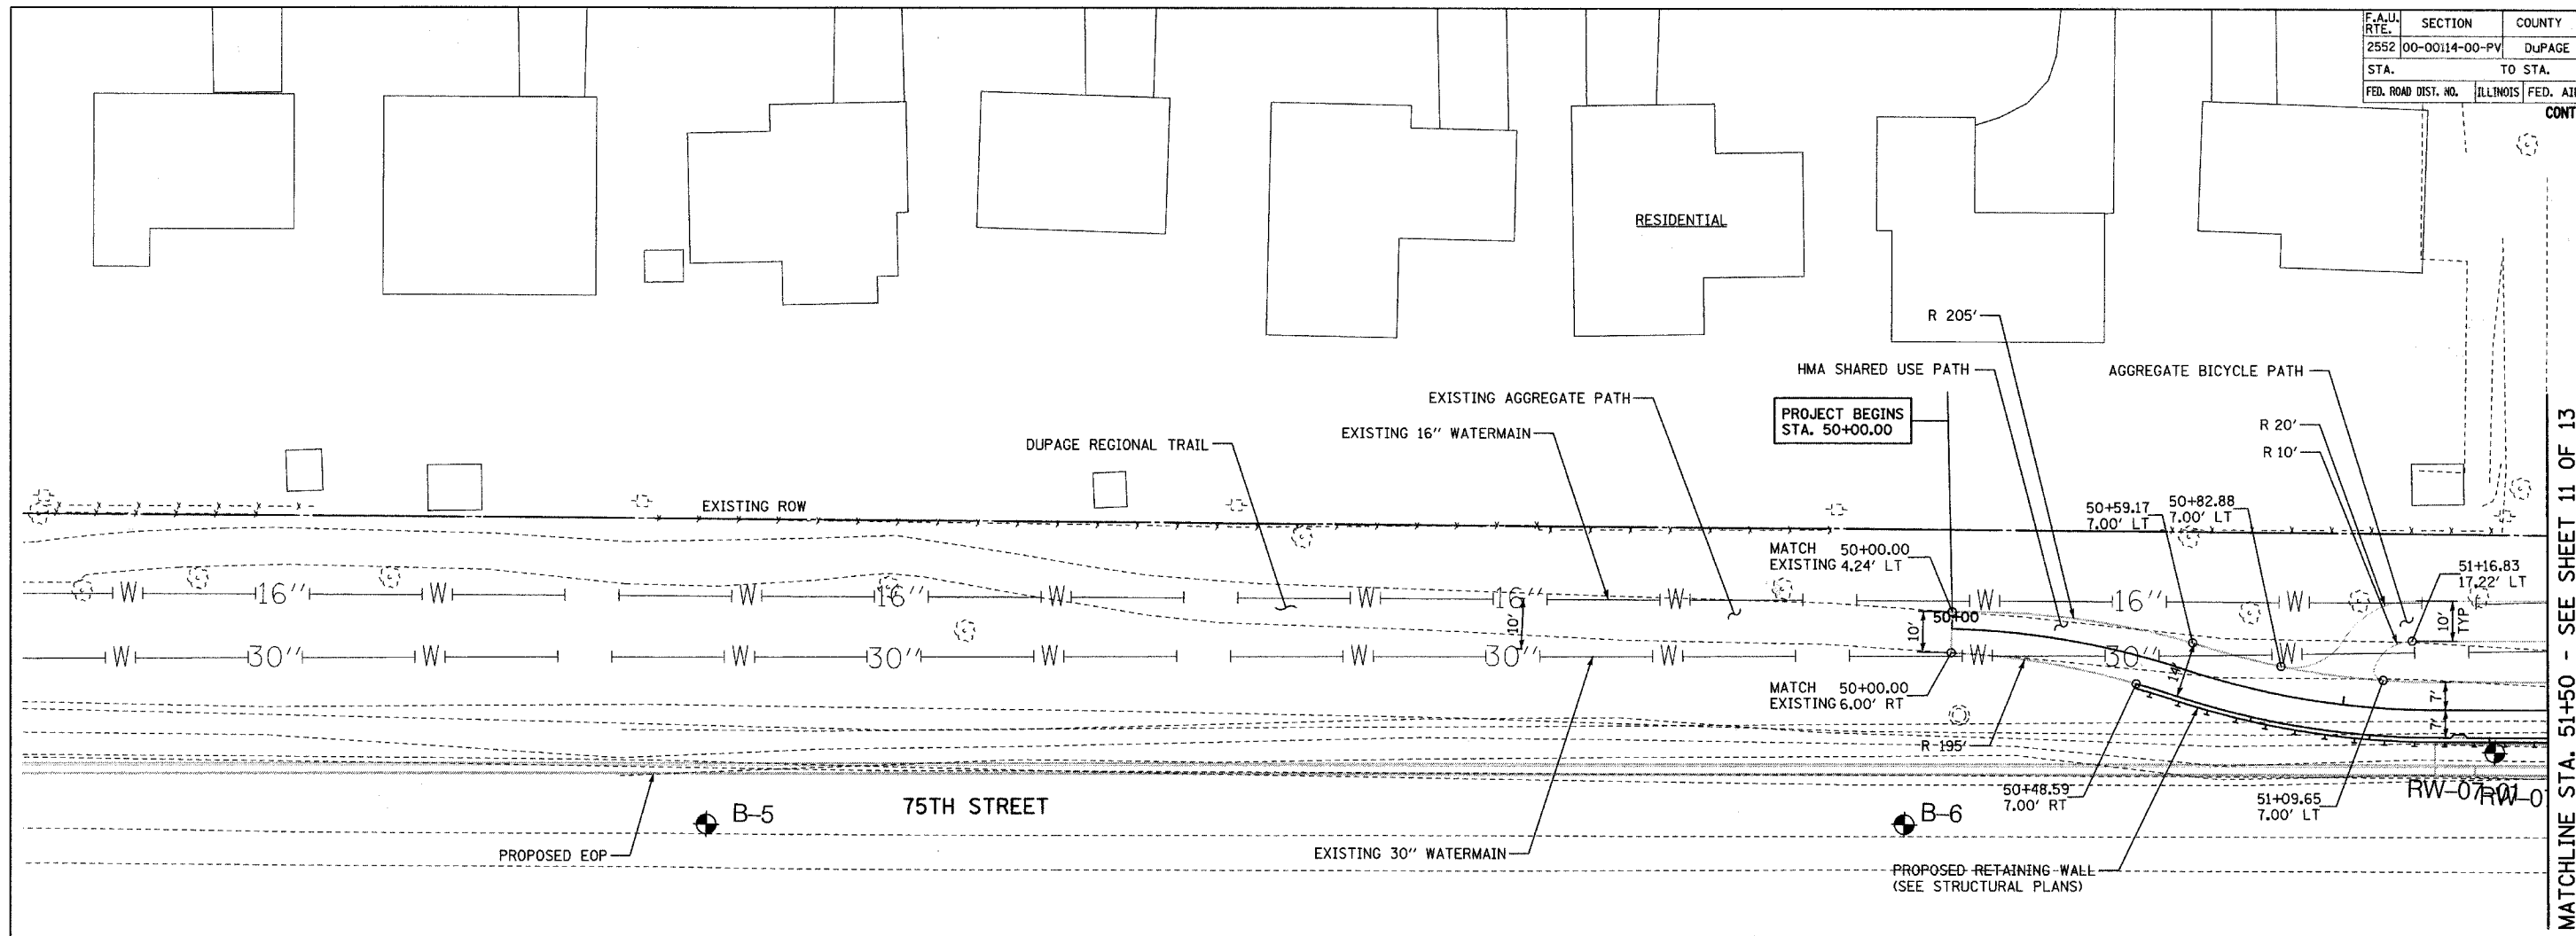 F.A.U. RTE. SECTION COUNTY
2552 00-00114-00-PV DuPAGE
STA. TO STA.
FED. ROAD DIST. NO. ILLINOIS FED.
RESIDENTIAL
R 205'
HMA SHARED USE PATH
AGGREGATE BICYCLE PATH
EXISTING AGGREGATE PATH
PROJECT BEGINS
STA. 50+00.00
R 20'
EXISTING 16" WATERMAIN
DUPAGE REGIONAL TRAIL
R 10'
EXISTING ROW
50+59.17
7.00' LT
50+82.88
7.00' LT
MATCH 50+00.00
EXISTING 4.24' LT
51+16.83
17.22' LT
W 16" W W 16" W W 16" W W 16" W
10'
10'
50+00
10'
TYP
W 30" W W 30" W W 30" W W 30" W
14'
MATCH 50+00.00
EXISTING 6.00' RT
7'
7'
R 195'
50+48.59
7.00' RT
51+09.65
7.00' LT
RW-07-01
B-5
75TH STREET
B-6
PROPOSED EOP
EXISTING 30" WATERMAIN
PROPOSED RETAINING WALL
(SEE STRUCTURAL PLANS)
MATCHLINE STA. 51+50 - SEE SHEET 11 OF 13